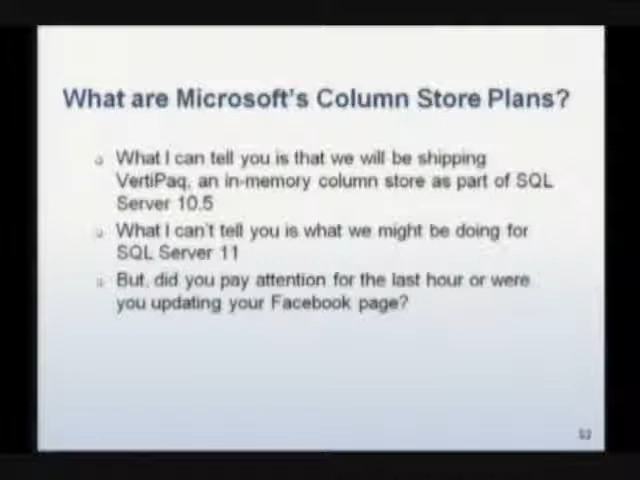 What are Microsoft's Column Store Plans?
What I can tell you is that we will be shipping
VertiPaq, an in-memory column store as part of SQL
Server 10.5
What I can't tell you is what we might be doing for
SQL Server 11
But, did you pay attention for the last hour or were
you updating your Facebook page?